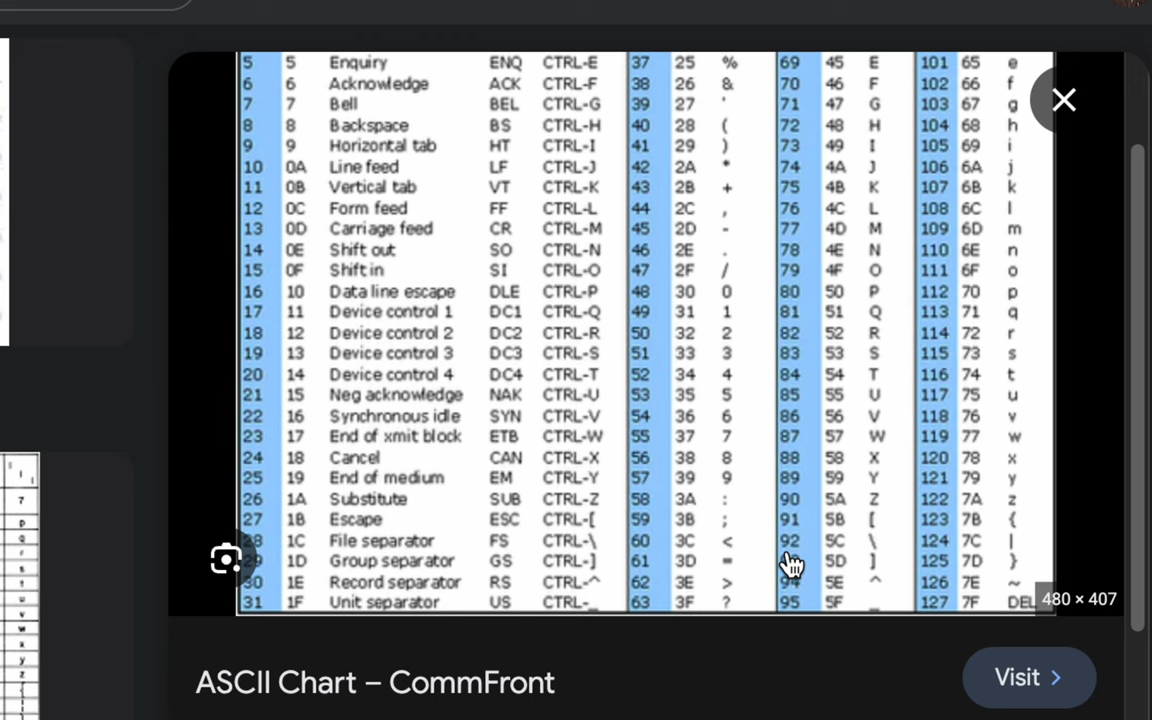 5 5 Enquiry ENQ CTRL-E 37 25 % 69 45 E 101 65 e
6 6 Acknowledge ACK CTRL-F 38 26 & 70 46 F 102 66 f
7 7 Bell BEL CTRL-G 39 27 ' 71 47 G 103 67 g
8 8 Backspace BS CTRL-H 40 28 ( 72 48 H 104 68 h
9 9 Horizontal tab HT CTRL-I 41 29 ) 73 49 I 105 69 i
10 0A Line feed LF CTRL-J 42 2A * 74 4A J 106 6A j
11 0B Vertical tab VT CTRL-K 43 2B + 75 4B K 107 6B k
12 0C Form feed FF CTRL-L 44 2C , 76 4C L 108 6C l
13 0D Carriage feed CR CTRL-M 45 2D - 77 4D M 109 6D m
14 0E Shift out SO CTRL-N 46 2E . 78 4E N 110 6E n
15 0F Shift in SI CTRL-O 47 2F / 79 4F O 111 6F o
16 10 Data line escape DLE CTRL-P 48 30 0 80 50 P 112 70 p
17 11 Device control 1 DC1 CTRL-Q 49 31 1 81 51 Q 113 71 q
18 12 Device control 2 DC2 CTRL-R 50 32 2 82 52 R 114 72 r
19 13 Device control 3 DC3 CTRL-S 51 33 3 83 53 S 115 73 s
20 14 Device control 4 DC4 CTRL-T 52 34 4 84 54 T 116 74 t
21 15 Neg acknowledge NAK CTRL-U 53 35 5 85 55 U 117 75 u
22 16 Synchronous idle SYN CTRL-V 54 36 6 86 56 V 118 76 v
23 17 End of xmit block ETB CTRL-W 55 37 7 87 57 W 119 77 w
24 18 Cancel CAN CTRL-X 56 38 8 88 58 X 120 78 x
25 19 End of medium EM CTRL-Y 57 39 9 89 59 Y 121 79 y
26 1A Substitute SUB CTRL-Z 58 3A : 90 5A Z 122 7A z
27 1B Escape ESC CTRL-[ 59 3B ; 91 5B [ 123 7B {
28 1C File separator FS CTRL-\ 60 3C < 92 5C \ 124 7C |
29 1D Group separator GS CTRL-] 61 3D = 5D ] 125 7D }
30 1E Record separator RS CTRL-^ 62 3E > 94 5E ^ 126 7E ~
31 1F Unit separator US CTRL-_ 63 3F ? 95 5F _ 127 7F DEL
480 × 407
ASCII Chart – CommFront
Visit >